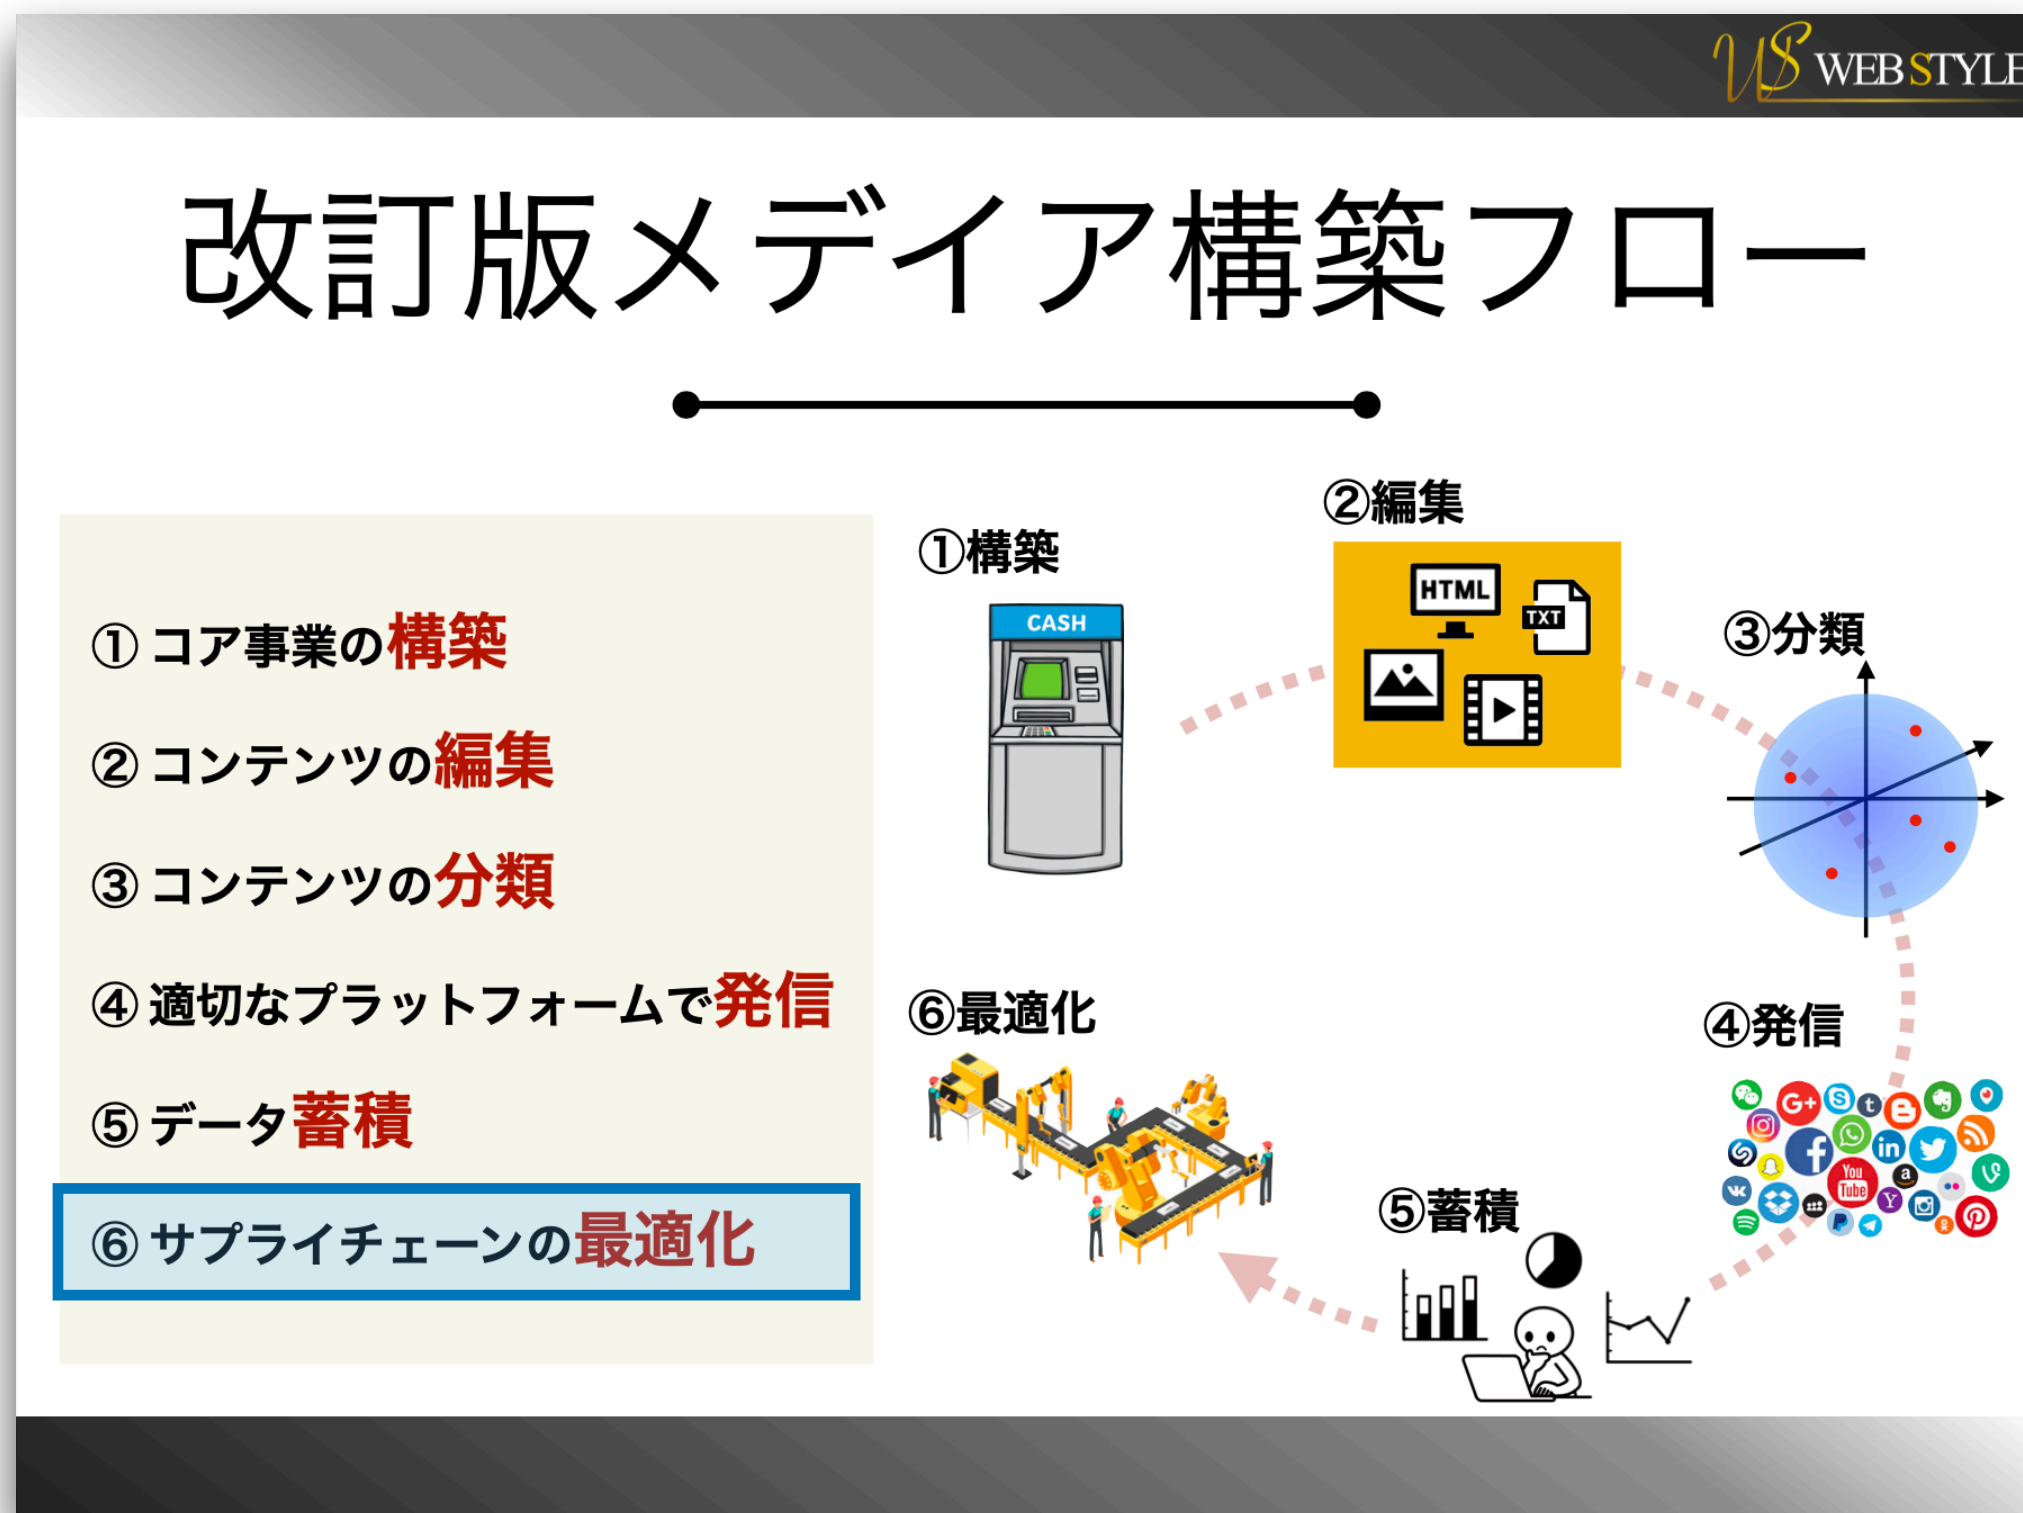 WEB STYLE
改訂版メデイア構築フロー
① コア事業の構築
② コンテンツの編集
③ コンテンツの分類
④ 適切なプラットフォームで発信
⑤ データ蓄積
⑥ サプライチェーンの最適化
①構築
CASH
②編集
HTML
TXT
③分類
④発信
You
Tube
⑤蓄積
⑥最適化